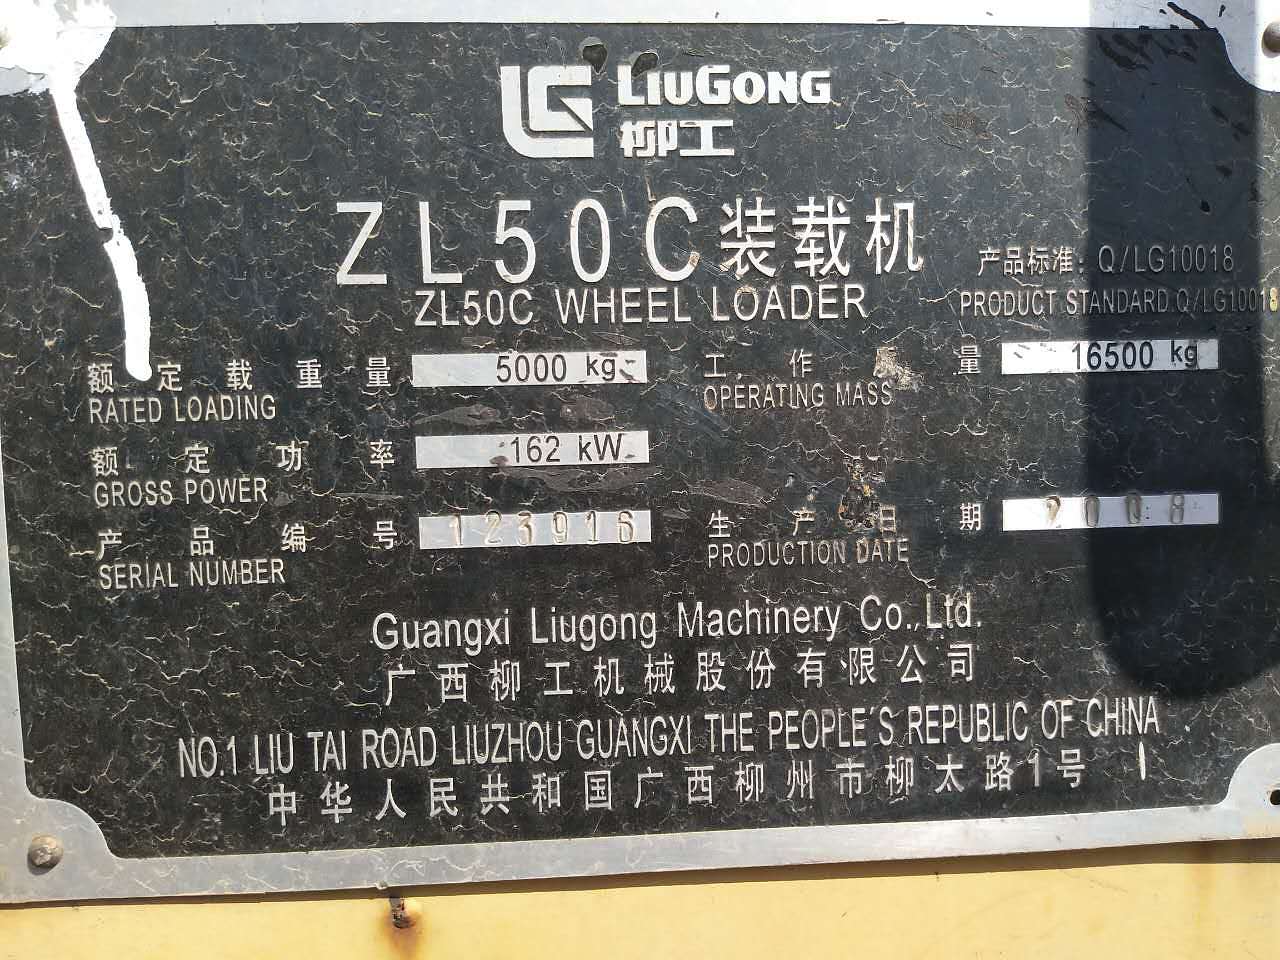 LIUGONG
柳工
ZL50C装载机
产品标准：Q/LG10018
ZL50C WHEEL LOADER
PRODUCT STANDARD.Q/LG10018
额定载重量 5000 kg
RATED LOADING
工作 量 16500 kg
OPERATING MASS
额定功率 162 kW
GROSS POWER
产品编号 123916
SERIAL NUMBER
生产日期 2008
PRODUCTION DATE
Guangxi Liugong Machinery Co.,Ltd.
广西柳工机械股份有限公司
NO.1 LIU TAI ROAD LIUZHOU GUANGXI THE PEOPLE'S REPUBLIC OF CHINA
中华人民共和国广西柳州市柳太路1号